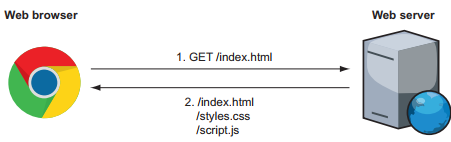 Web browser
Web server
1. GET /index.html
2. /index.html
/styles.css
/script.js